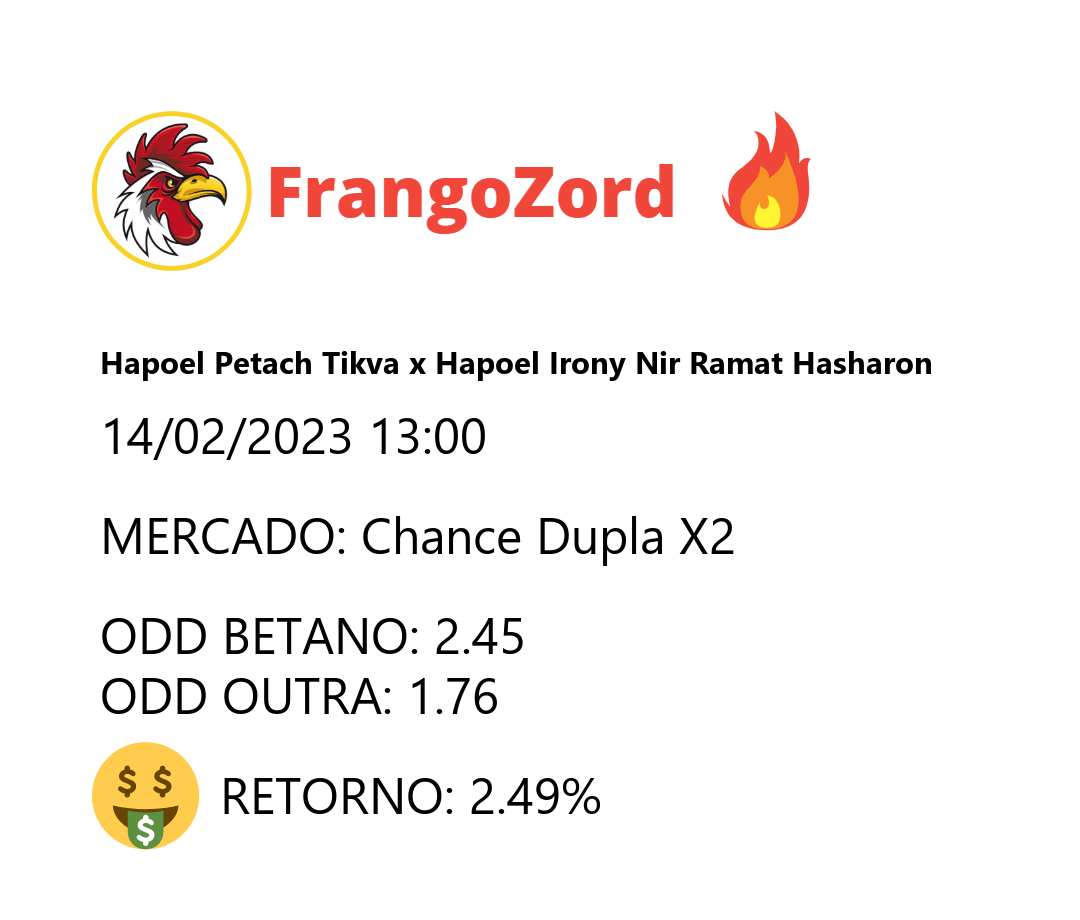 FrangoZord
Hapoel Petach Tikva x Hapoel Irony Nir Ramat Hasharon
14/02/2023 13:00
MERCADO: Chance Dupla X2
ODD BETANO: 2.45
ODD OUTRA: 1.76
RETORNO: 2.49%